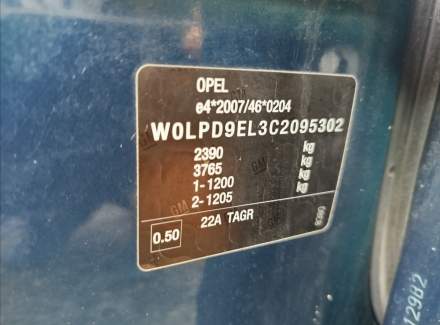 OPEL
e4*2007/46*0204
W0LPD9EL3C2095302
2390 kg
3765 kg
1-1200 kg
2-1205 kg
0.50
22A TAGR
12982